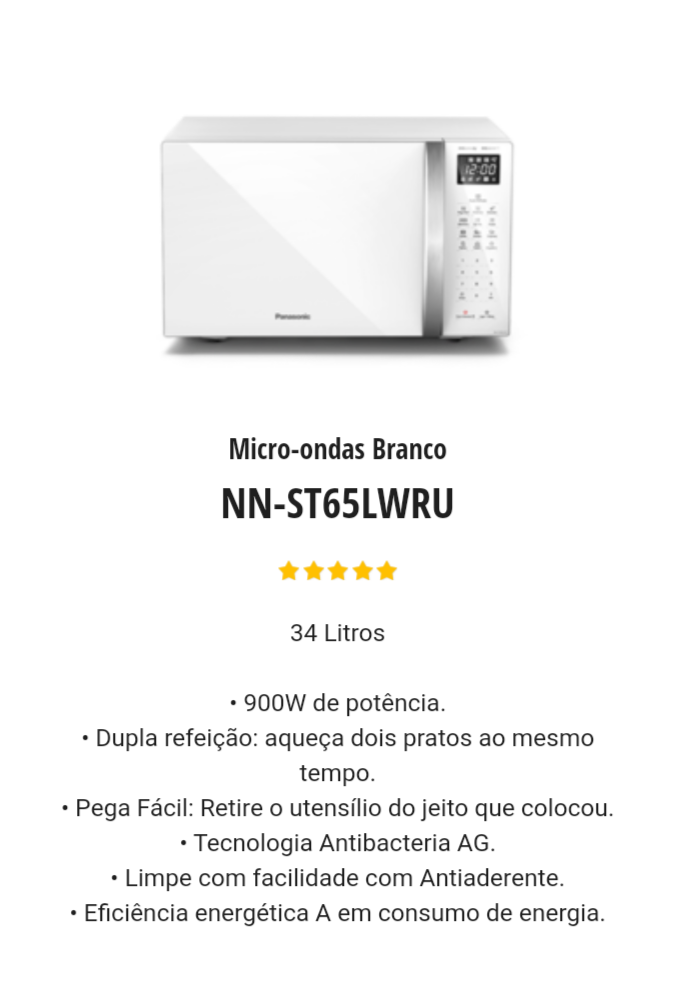 12:00
Panasonic
Micro-ondas Branco
NN-ST65LWRU
34 Litros
• 900W de potência.
• Dupla refeição: aqueça dois pratos ao mesmo
tempo.
• Pega Fácil: Retire o utensílio do jeito que colocou.
• Tecnologia Antibacteria AG.
• Limpe com facilidade com Antiaderente.
• Eficiência energética A em consumo de energia.